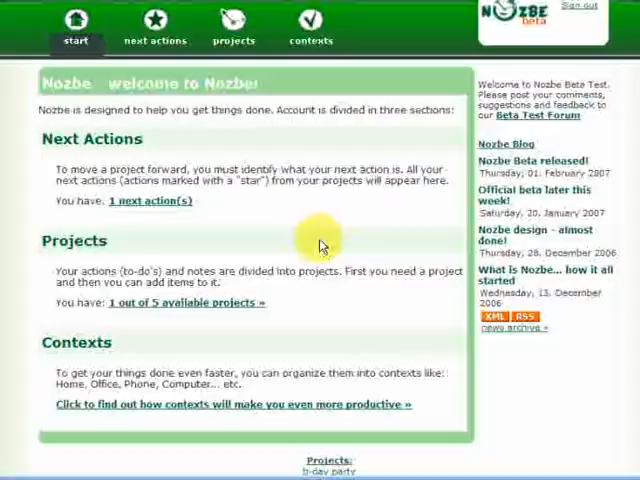 NOZBE
beta
Sign out
start
next actions
projects
contexts
Nozbe welcome to Nozbe!
Nozbe is designed to help you get things done. Account is divided in three sections:
Next Actions
To move a project forward, you must identify what your next action is. All your
next actions (actions marked with a "star") from your projects will appear here.
You have: 1 next action(s)
Projects
Your actions (to-do's) and notes are divided into projects. First you need a project
and then you can add items to it.
You have: 1 out of 5 available projects »
Contexts
To get your things done even faster, you can organize them into contexts like:
Home, Office, Phone, Computer... etc.
Click to find out how contexts will make you even more productive »
Welcome to Nozbe Beta Test.
Please post your comments,
suggestions and feedback to
our Beta Test Forum
Nozbe Blog
Nozbe Beta released!
Thursday, 01. February 2007
Official beta later this
week!
Saturday, 20. January 2007
Nozbe design - almost
done!
Thursday, 28. December 2006
What is Nozbe... how it all
started
Wednesday, 13. December
2006
XML RSS
news archive »
Projects:
b-day party